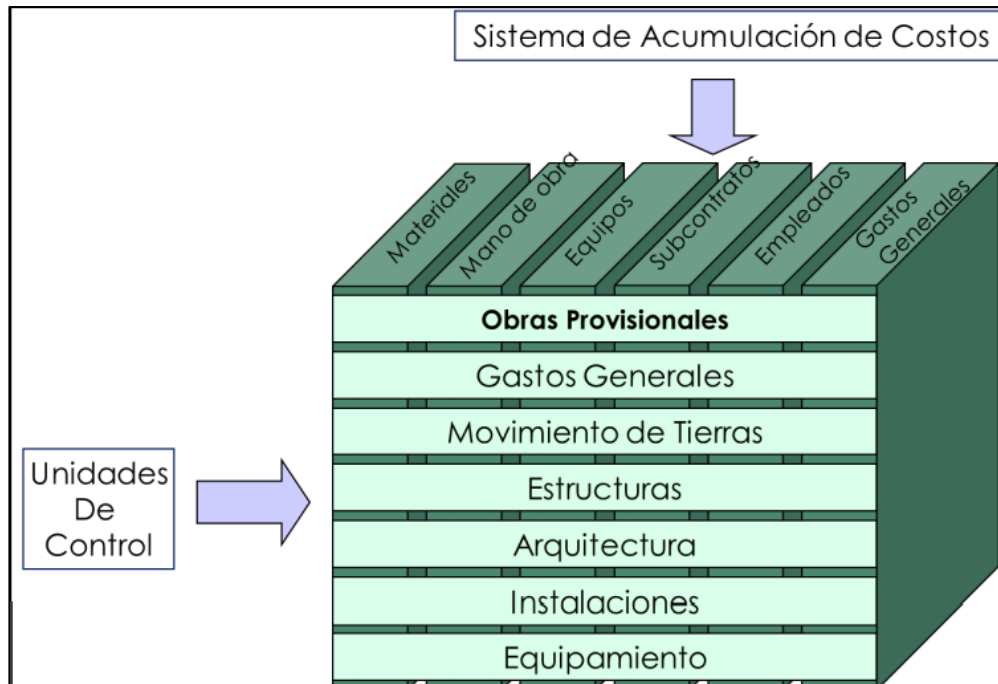 Sistema de Acumulación de Costos
Materiales
Mano de obra
Equipos
Subcontratos
Empleados
Gastos
Generales
Obras Provisionales
Gastos Generales
Movimiento de Tierras
Unidades
De
Control
Estructuras
Arquitectura
Instalaciones
Equipamiento